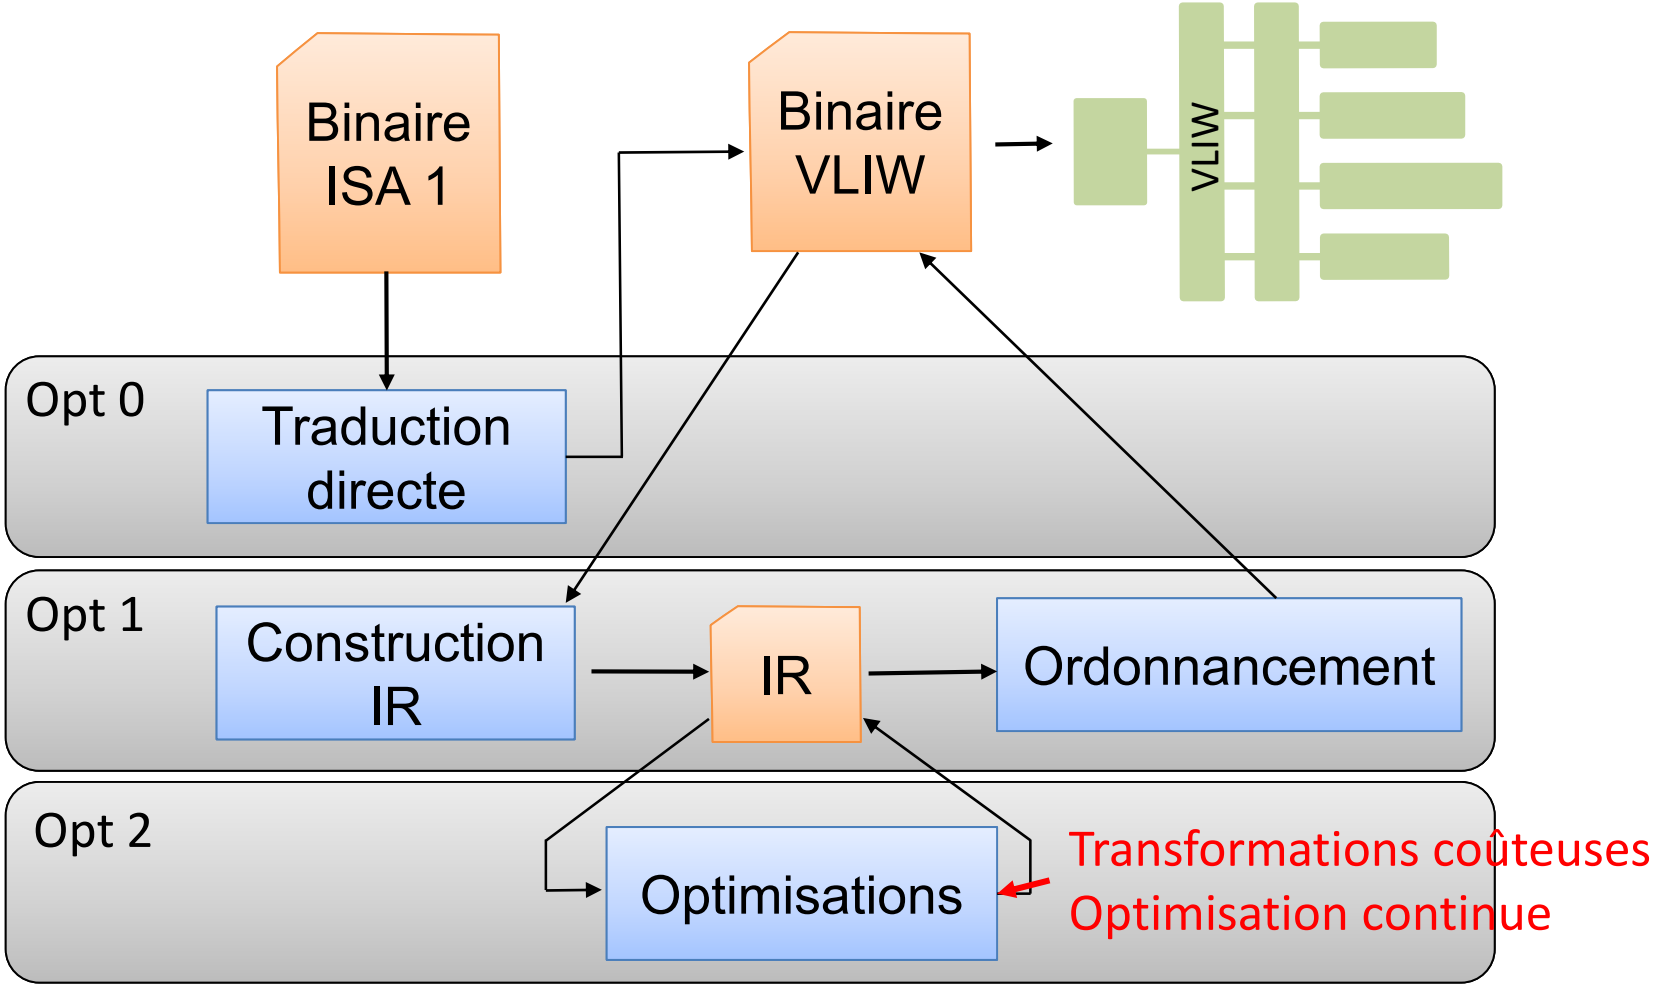 Binaire
ISA 1
Binaire
VLIW
VLIW
Opt 0
Traduction
directe
Opt 1
Construction
IR
IR
Ordonnancement
Opt 2
Optimisations
Transformations coûteuses
Optimisation continue